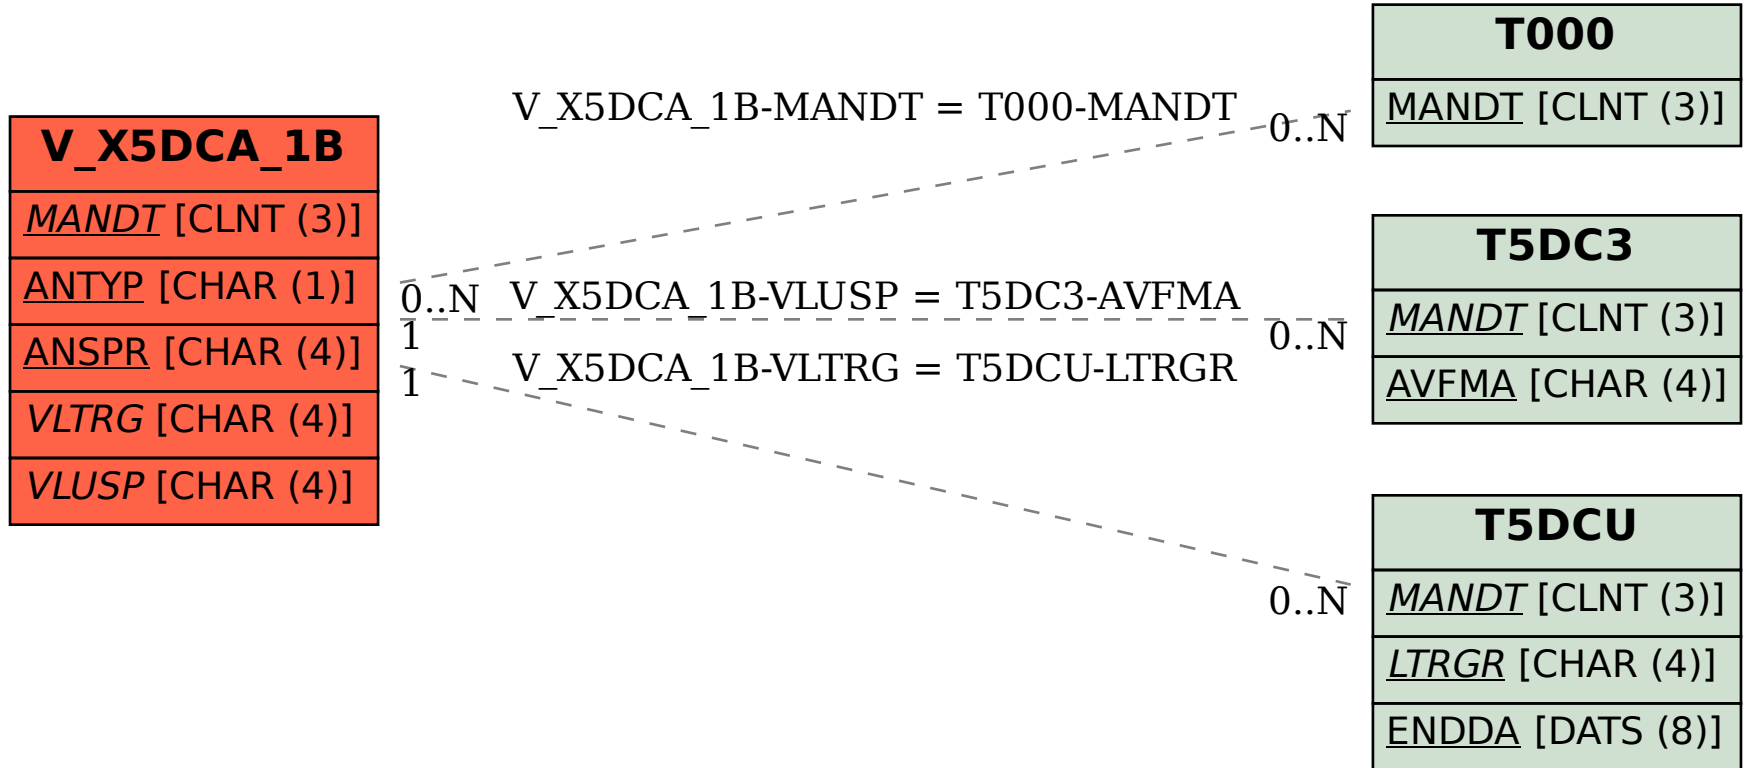 V_X5DCA_1B
MANDT [CLNT (3)]
ANTYP [CHAR (1)]
ANSPR [CHAR (4)]
VLTRG [CHAR (4)]
VLUSP [CHAR (4)]
V_X5DCA_1B-MANDT = T000-MANDT
0..N
0..N
V_X5DCA_1B-VLUSP = T5DC3-AVFMA
1
0..N
V_X5DCA_1B-VLTRG = T5DCU-LTRGR
1
0..N
T000
MANDT [CLNT (3)]
T5DC3
MANDT [CLNT (3)]
AVFMA [CHAR (4)]
T5DCU
MANDT [CLNT (3)]
LTRGR [CHAR (4)]
ENDDA [DATS (8)]